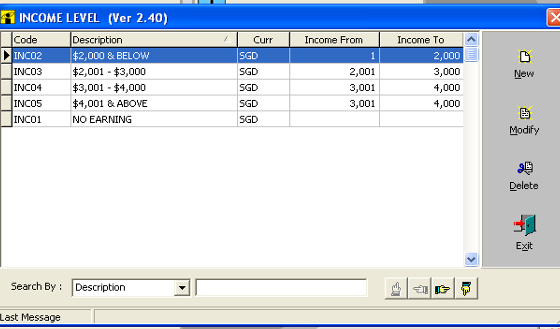 INCOME LEVEL (Ver 2.40)
Code Description Curr Income From Income To
INC02 $2,000 & BELOW SGD 1 2,000
INC03 $2,001 - $3,000 SGD 2,001 3,000
INC04 $3,001 - $4,000 SGD 3,001 4,000
INC05 $4,001 & ABOVE SGD 3,001 4,000
INC01 NO EARNING SGD
New
Modify
Delete
Exit
Search By : Description
Last Message